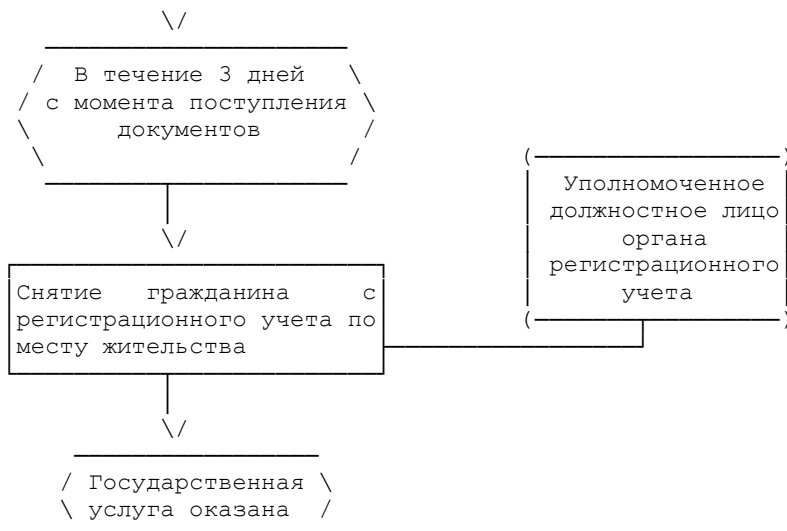 В течение 3 дней
с момента поступления
документов
Уполномоченное
должностное лицо
органа
регистрационного
учета
Снятие гражданина с
регистрационного учета по
месту жительства
Государственная
услуга оказана